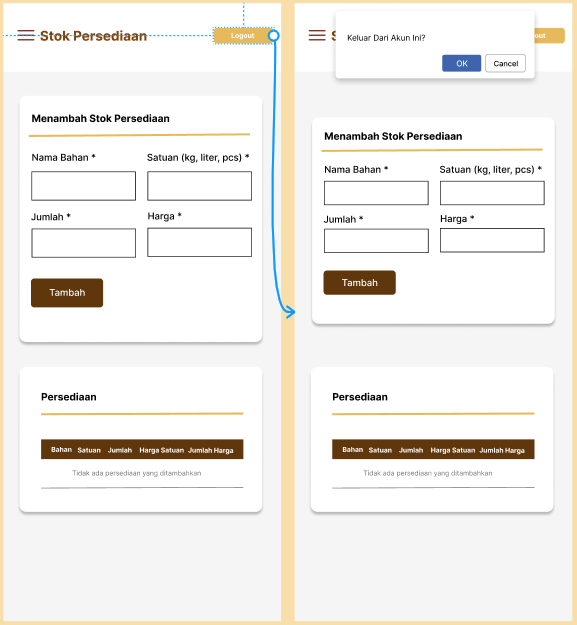 Stok Persediaan
Logout
Menambah Stok Persediaan
Nama Bahan *
Satuan (kg, liter, pcs) *
Jumlah *
Harga *
Tambah
Persediaan
Bahan Satuan Jumlah Harga Satuan Jumlah Harga
Tidak ada persediaan yang ditambahkan
S
out
Keluar Dari Akun Ini?
OK
Cancel
Menambah Stok Persediaan
Nama Bahan *
Satuan (kg, liter, pcs) *
Jumlah *
Harga *
Tambah
Persediaan
Bahan Satuan Jumlah Harga Satuan Jumlah Harga
Tidak ada persediaan yang ditambahkan